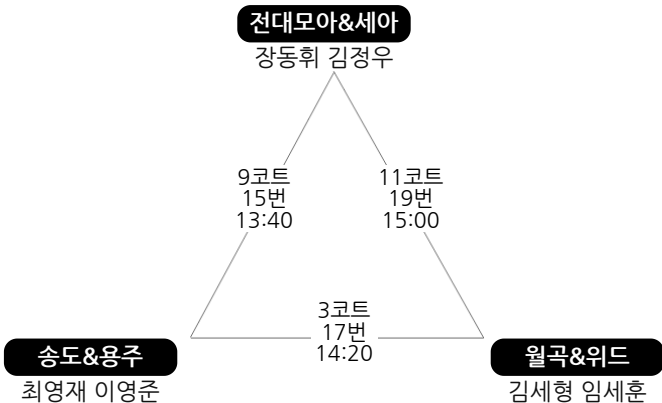 전대모아&세아
장동휘 김정우
9코트
15번
13:40
11코트
19번
15:00
3코트
17번
14:20
송도&용주
최영재 이영준
월곡&위드
김세형 임세훈